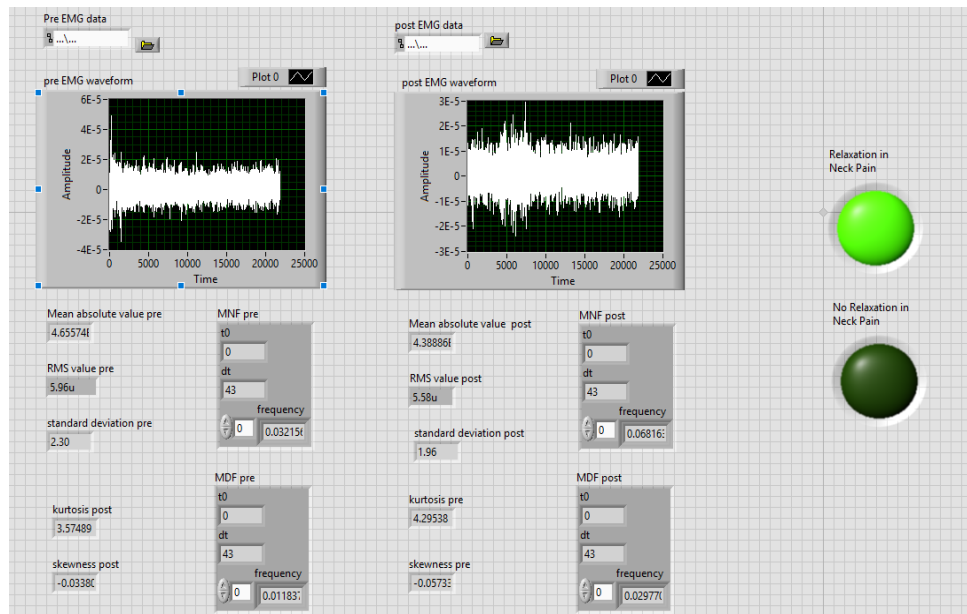 Pre EMG data
...\...
pre EMG waveform
Plot 0
6E-5
4E-5
2E-5
0
-2E-5
-4E-5
Amplitude
0
5000
10000
15000
20000
25000
Time
Mean absolute value pre
4.65574E
RMS value pre
5.96u
standard deviation pre
2.30
MNF pre
t0
0
dt
43
frequency
0
0.032156
kurtosis post
3.57489
skewness post
-0.0338
MDF pre
t0
0
dt
43
frequency
0
0.01183
post EMG data
...\...
post EMG waveform
Plot 0
3E-5
2E-5
1E-5
0
-1E-5
-2E-5
-3E-5
Amplitude
0
5000
10000
15000
20000
25000
Time
Mean absolute value post
4.38886
RMS value post
5.58u
standard deviation post
1.96
MNF post
t0
0
dt
43
frequency
0
0.06816
kurtosis pre
4.29538
skewness pre
-0.0573
MDF post
t0
0
dt
43
frequency
0
0.02977
Relaxation in
Neck Pain
No Relaxation in
Neck Pain